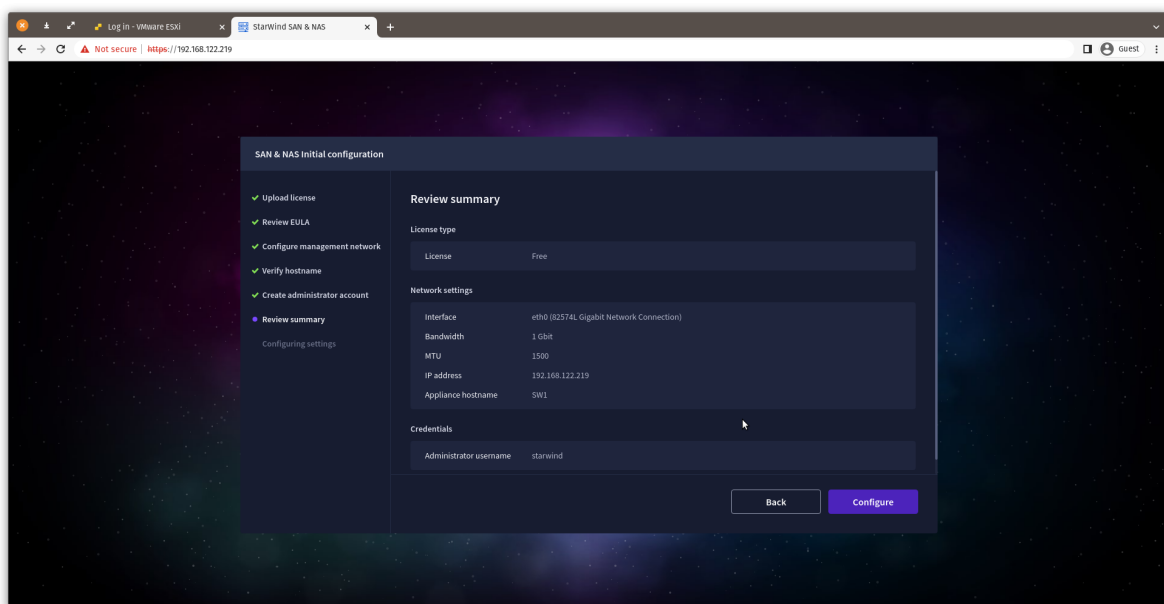 Log in - VMware ESXi
StarWind SAN & NAS
Not secure https://192.168.122.219
Guest
SAN & NAS Initial configuration
Upload license
Review EULA
Configure management network
Verify hostname
Create administrator account
Review summary
Configuring settings
Review summary
License type
License Free
Network settings
Interface eth0 (82574L Gigabit Network Connection)
Bandwidth 1 Gbit
MTU 1500
IP address 192.168.122.219
Appliance hostname SW1
Credentials
Administrator username starwind
Back Configure